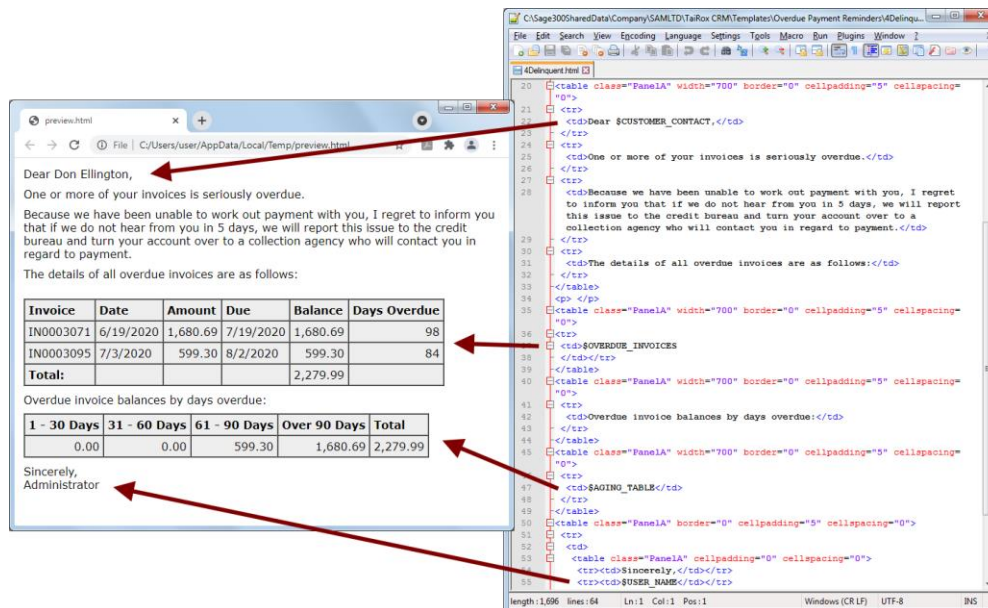 C:\Sage300SharedData\Company\SAMLTD\TaiRox CRM\Templates\Overdue Payment Reminders\4Delinqu...
File Edit Search View Encoding Language Settings Tools Macro Run Plugins Window ?
4Delinquent.html
20 <table class="PanelA" width="700" border="0" cellpadding="5" cellspacing=
"0">
21 <tr>
22 <td>Dear $CUSTOMER_CONTACT,</td>
23 </tr>
24 <tr>
25 <td>One or more of your invoices is seriously overdue.</td>
26 </tr>
27 <tr>
28 <td>Because we have been unable to work out payment with you, I regret
to inform you that if we do not hear from you in 5 days, we will report
this issue to the credit bureau and turn your account over to a
collection agency who will contact you in regard to payment.</td>
29 </tr>
30 <tr>
31 <td>The details of all overdue invoices are as follows:</td>
32 </tr>
33 </table>
34 <p> </p>
35 <table class="PanelA" width="700" border="0" cellpadding="5" cellspacing=
"0">
36 <tr>
<td>$OVERDUE_INVOICES
38 </td></tr>
39 </table>
40 <table class="PanelA" width="700" border="0" cellpadding="5" cellspacing=
"0">
41 <tr>
42 <td>Overdue invoice balances by days overdue:</td>
43 </tr>
44 </table>
45 <table class="PanelA" width="700" border="0" cellpadding="5" cellspacing=
"0">
<tr>
47 <td>$AGING_TABLE</td>
48 </tr>
49 </table>
50 <table class="PanelA" border="0" cellpadding="5" cellspacing="0">
51 <tr>
52 <td>
53 <table class="PanelA" cellpadding="0" cellspacing="0">
<tr><td>Sincerely,</td></tr>
55 <tr><td>$USER_NAME</td></tr>
length : 1,696 lines : 64 Ln : 1 Col : 1 Pos : 1 Windows (CR LF) UTF-8 INS
preview.html
File C:/Users/user/AppData/Local/Temp/preview.html
Dear Don Ellington,
One or more of your invoices is seriously overdue.
Because we have been unable to work out payment with you, I regret to inform you
that if we do not hear from you in 5 days, we will report this issue to the credit
bureau and turn your account over to a collection agency who will contact you in
regard to payment.
The details of all overdue invoices are as follows:
Invoice Date Amount Due Balance Days Overdue
IN0003071 6/19/2020 1,680.69 7/19/2020 1,680.69 98
IN0003095 7/3/2020 599.30 8/2/2020 599.30 84
Total: 2,279.99
Overdue invoice balances by days overdue:
1 - 30 Days 31 - 60 Days 61 - 90 Days Over 90 Days Total
0.00 0.00 599.30 1,680.69 2,279.99
Sincerely,
Administrator